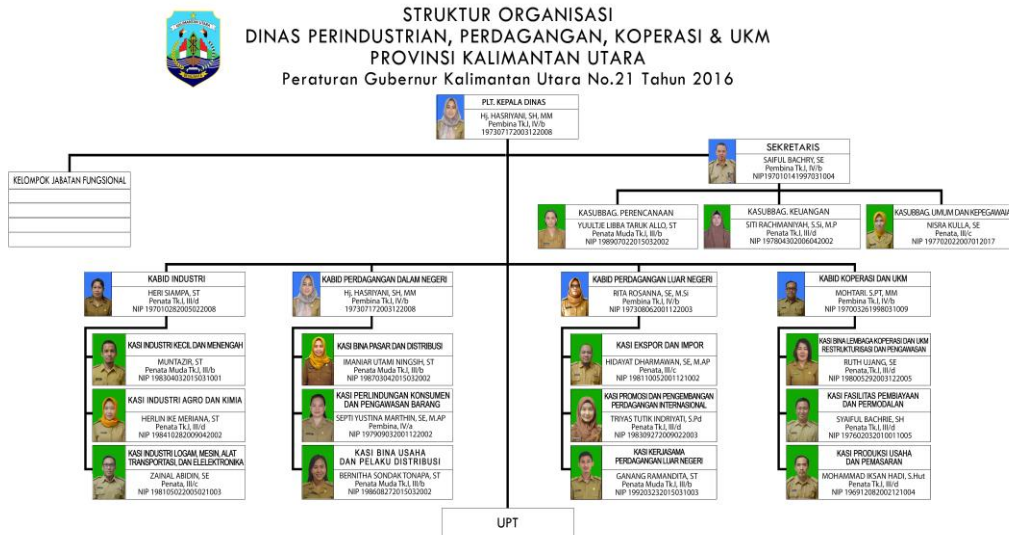 STRUKTUR ORGANISASI
DINAS PERINDUSTRIAN, PERDAGANGAN, KOPERASI & UKM
PROVINSI KALIMANTAN UTARA
Peraturan Gubernur Kalimantan Utara No.21 Tahun 2016
PLT. KEPALA DINAS
Hj. HASRIYANI, SH, MM
Pembina Tk.I, IV/b
197307172003122008
SEKRETARIS
SAIFUL BACHRY, SE
Pembina Tk.I, IV/b
NIP197010141997031004
KELOMPOK JABATAN FUNGSIONAL
KASUBBAG. PERENCANAAN
YUULTJE LIBBA TARUK ALLO, ST
Penata Muda Tk.I, III/b
NIP 198907022015032002
KASUBBAG. KEUANGAN
SITI RACHMANIYAH, S.Si, M.P
Penata Tk.I, III/d
NIP 197804302006042002
KASUBBAG. UMUM DAN KEPEGAWAIA
NISRA KULLA, SE
Penata, III/c
NIP 197702022007012017
KABID INDUSTRI
HERI SIAMPA, ST
Penata Tk.I, III/d
NIP 197010282005022008
KABID PERDAGANGAN DALAM NEGERI
Hj. HASRIYANI, SH, MM
Pembina Tk.I, IV/b
197307172003122008
KABID PERDAGANGAN LUAR NEGERI
RITA ROSANNA, SE, M.Si
Pembina Tk.I, IV/b
NIP 197308062001122003
KABID KOPERASI DAN UKM
MOHTARI. S.PT, MM
Pembina Tk.I, IV/b
NIP 197003261998031009
KASI INDUSTRI KECIL DAN MENENGAH
MUNTAZIR, ST
Penata Muda Tk.I, III/b
NIP 198304032015031001
KASI BINA PASAR DAN DISTRIBUSI
IMANIAR UTAMI NINGSIH, ST
Penata Muda Tk.I, III/b
NIP 198703042015032002
KASI EKSPOR DAN IMPOR
HIDAYAT DHARMAWAN, SE, M.AP
Penata, III/c
NIP 198110052001121002
KASI BINA LEMBAGA KOPERASI DAN UKM
RESTRUKTURISASI DAN PENGAWASAN
RUTH UJANG, SE
Penata,Tk.I, III/d
NIP 198005292003122005
KASI INDUSTRI AGRO DAN KIMIA
HERLIN IKE MERIANA, ST
Penata Tk.I, III/d
NIP 198410282009042002
KASI PERLINDUNGAN KONSUMEN
DAN PENGAWASAN BARANG
SEPTI YUSTINA MARTHIN, SE, M.AP
Pembina, IV/a
NIP 197909032001122002
KASI PROMOSI DAN PENGEMBANGAN
PERDAGANGAN INTERNASIONAL
TRIYAS TUTIK INDRIYATI, S.Pd
Penata Tk.I, III/d
NIP 198309272009022003
KASI FASILITAS PEMBIAYAAN
DAN PERMODALAN
SYAIFUL BACHRIE, SH
Penata Tk.I, III/d
NIP 197602032010011005
KASI INDUSTRI LOGAM, MESIN, ALAT
TRANSPORTASI, DAN ELELEKTRONIKA
ZAINAL ABIDIN, SE
Penata, III/c
NIP 198105022005021003
KASI BINA USAHA
DAN PELAKU DISTRIBUSI
BERNITHA SONDAK TONAPA, ST
Penata Muda Tk.I, III/b
NIP 198608272015032002
KASI KERJASAMA
PERDAGANGAN LUAR NEGERI
GANANG RAMANDITA, ST
Penata Muda Tk.I, III/b
NIP 199203232015031003
KASI PRODUKSI USAHA
DAN PEMASARAN
MOHAMMAD IKSAN HADI, S.Hut
Penata Tk.I, III/d
NIP 196912082002121004
UPT